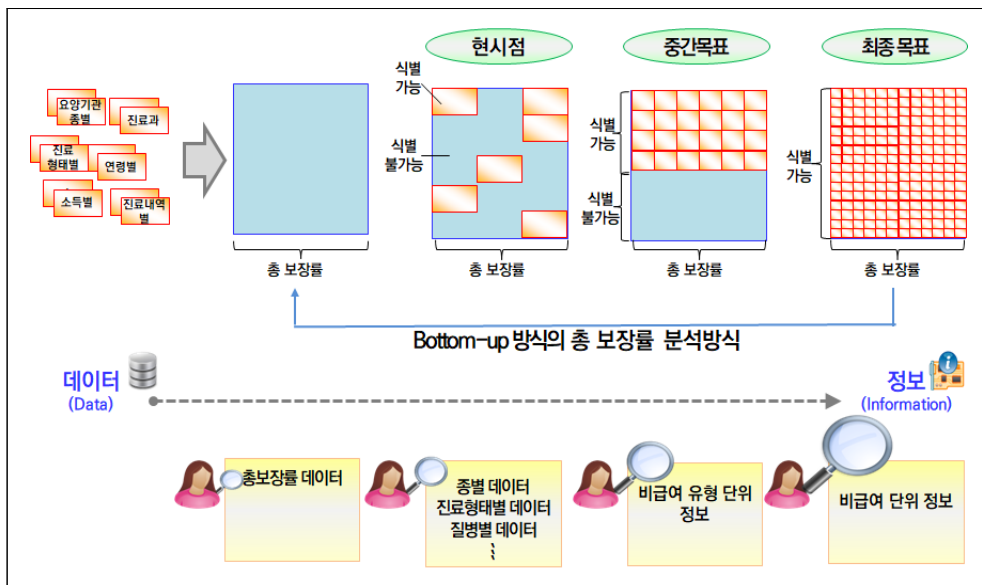 현시점
중간목표
최종 목표
요양기관
종별
진료과
진료
형태별
연령별
소득별
진료내역
별
식별
가능
식별
불가능
식별
가능
식별
불가능
식별
가능
총 보장률
총 보장률
총 보장률
총 보장률
Bottom-up 방식의 총 보장률 분석방식
데이터
(Data)
정보
(Information)
총보장률 데이터
종별 데이터
진료형태별 데이터
질병별 데이터
비급여 유형 단위
정보
비급여 단위 정보